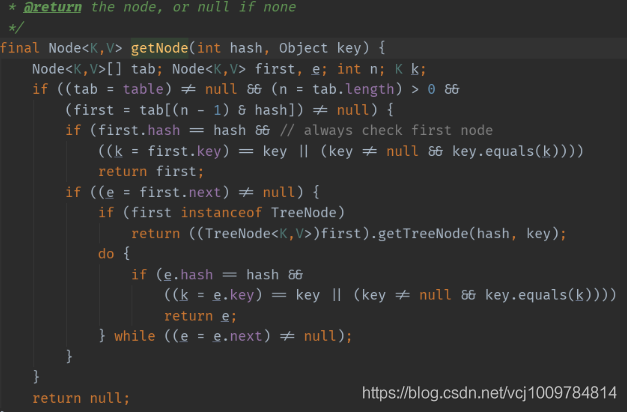 * @return the node, or null if none
*/
final Node<K,V> getNode(int hash, Object key) {
Node<K,V>[] tab; Node<K,V> first, e; int n; K k;
if ((tab = table) ≠ null && (n = tab.length) > 0 &&
(first = tab[(n - 1) & hash]) ≠ null) {
if (first.hash == hash && // always check first node
((k = first.key) == key || (key ≠ null && key.equals(k))))
return first;
if ((e = first.next) ≠ null) {
if (first instanceof TreeNode)
return ((TreeNode<K,V>)first).getTreeNode(hash, key);
do {
if (e.hash == hash &&
((k = e.key) == key || (key ≠ null && key.equals(k))))
return e;
} while ((e = e.next) ≠ null);
}
}
return null;
https://blog.csdn.net/vcj1009784814